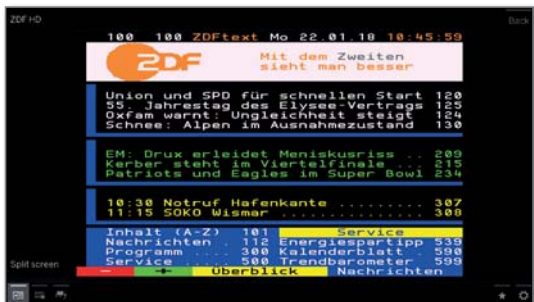 ZDF HD
Back
100 100 ZDFtext Mo 22.01.18 10:45:59
ZDF
Mit dem Zweiten
sieht man besser
Union und SPD für schnellen Start 120
55. Jahrestag des Elysee-Vertrags 125
Oxfam warnt: Ungleichheit steigt 124
Schnee: Alpen im Ausnahmezustand 130
EM: Drux erleidet Meniskusriss .. 209
Kerber steht im Viertelfinale ... 215
Patriots und Eagles im Super Bowl 234
10:30 Notruf Hafenkante ......... 307
11:15 SOKO Wismar ............... 308
Inhalt (A-Z) 101 Service
Nachrichten . 112 Energiespartipp 539
Programm .... 300 Kalenderblatt . 590
Service ..... 500 Trendbarometer 599
Split screen
- + Überblick Nachrichten